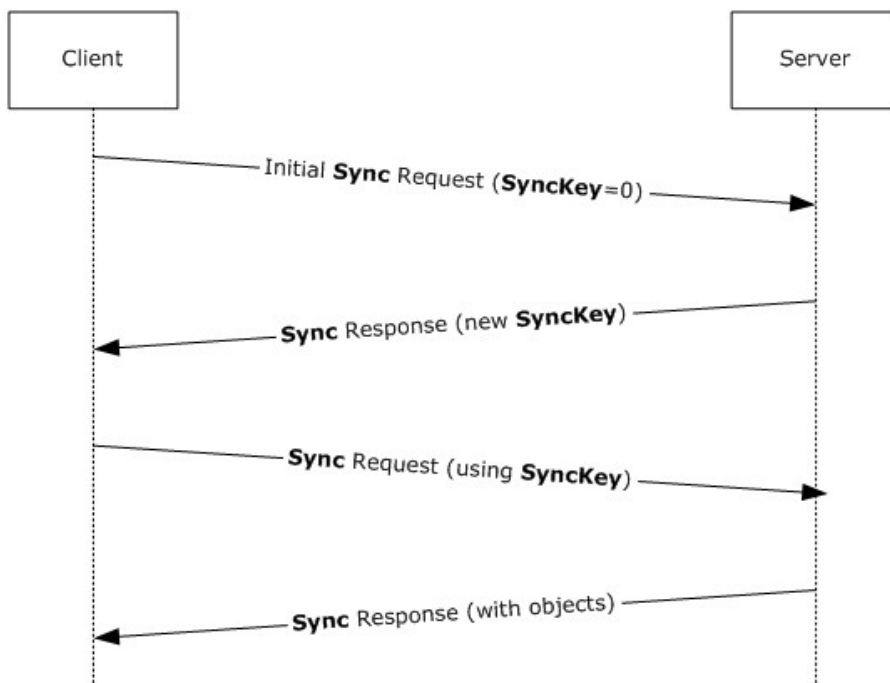 Client
Server
Initial Sync Request (SyncKey=0)
Sync Response (new SyncKey)
Sync Request (using SyncKey)
Sync Response (with objects)